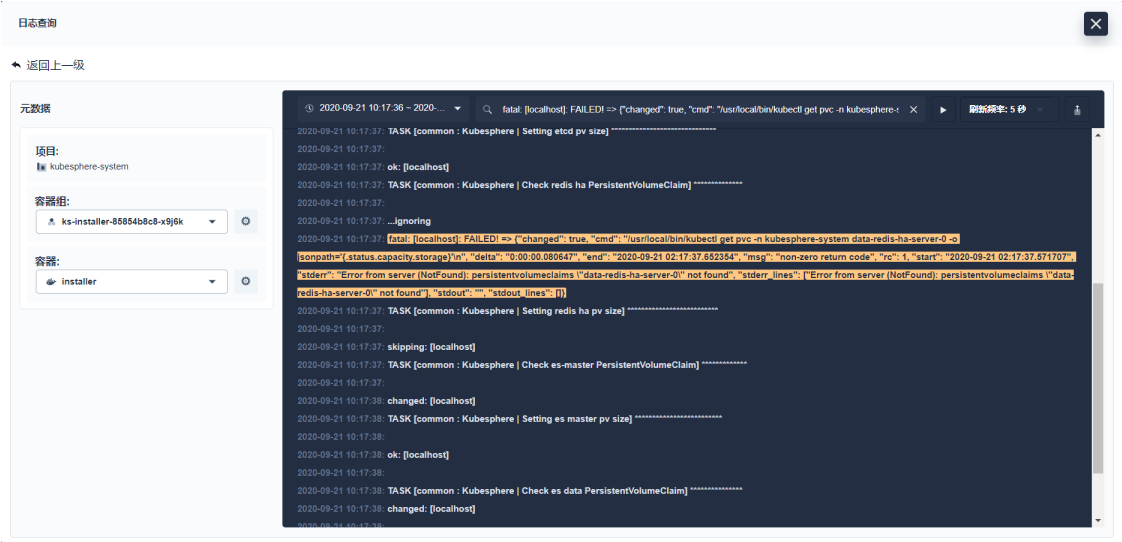 日志查询
返回上一级
元数据
项目:
kubesphere-system
容器组:
ks-installer-85854b8c8-x9j6k
容器:
installer
2020-09-21 10:17:36 ~ 2020-...
fatal: [localhost]: FAILED! => {"changed": true, "cmd": "/usr/local/bin/kubectl get pvc -n kubesphere-s
刷新频率: 5 秒
2020-09-21 10:17:37: TASK [common : Kubesphere | Setting etcd pv size] ******************************
2020-09-21 10:17:37:
2020-09-21 10:17:37: ok: [localhost]
2020-09-21 10:17:37: TASK [common : Kubesphere | Check redis ha PersistentVolumeClaim] **************
2020-09-21 10:17:37:
2020-09-21 10:17:37: ...ignoring
2020-09-21 10:17:37: fatal: [localhost]: FAILED! => {"changed": true, "cmd": "/usr/local/bin/kubectl get pvc -n kubesphere-system data-redis-ha-server-0 -o
jsonpath='{.status.capacity.storage}'\n", "delta": "0:00:00.080647", "end": "2020-09-21 02:17:37.652354", "msg": "non-zero return code", "rc": 1, "start": "2020-09-21 02:17:37.571707",
"stderr": "Error from server (NotFound): persistentvolumeclaims \"data-redis-ha-server-0\" not found", "stderr_lines": ["Error from server (NotFound): persistentvolumeclaims \"data-
redis-ha-server-0\" not found"], "stdout": "", "stdout_lines": []}
2020-09-21 10:17:37: TASK [common : Kubesphere | Setting redis ha pv size] **************************
2020-09-21 10:17:37:
2020-09-21 10:17:37: skipping: [localhost]
2020-09-21 10:17:37: TASK [common : Kubesphere | Check es-master PersistentVolumeClaim] *************
2020-09-21 10:17:37:
2020-09-21 10:17:38: changed: [localhost]
2020-09-21 10:17:38: TASK [common : Kubesphere | Setting es master pv size] *************************
2020-09-21 10:17:38:
2020-09-21 10:17:38: ok: [localhost]
2020-09-21 10:17:38:
2020-09-21 10:17:38: TASK [common : Kubesphere | Check es data PersistentVolumeClaim] ***************
2020-09-21 10:17:38: changed: [localhost]
2020-09-21 10:17:38: